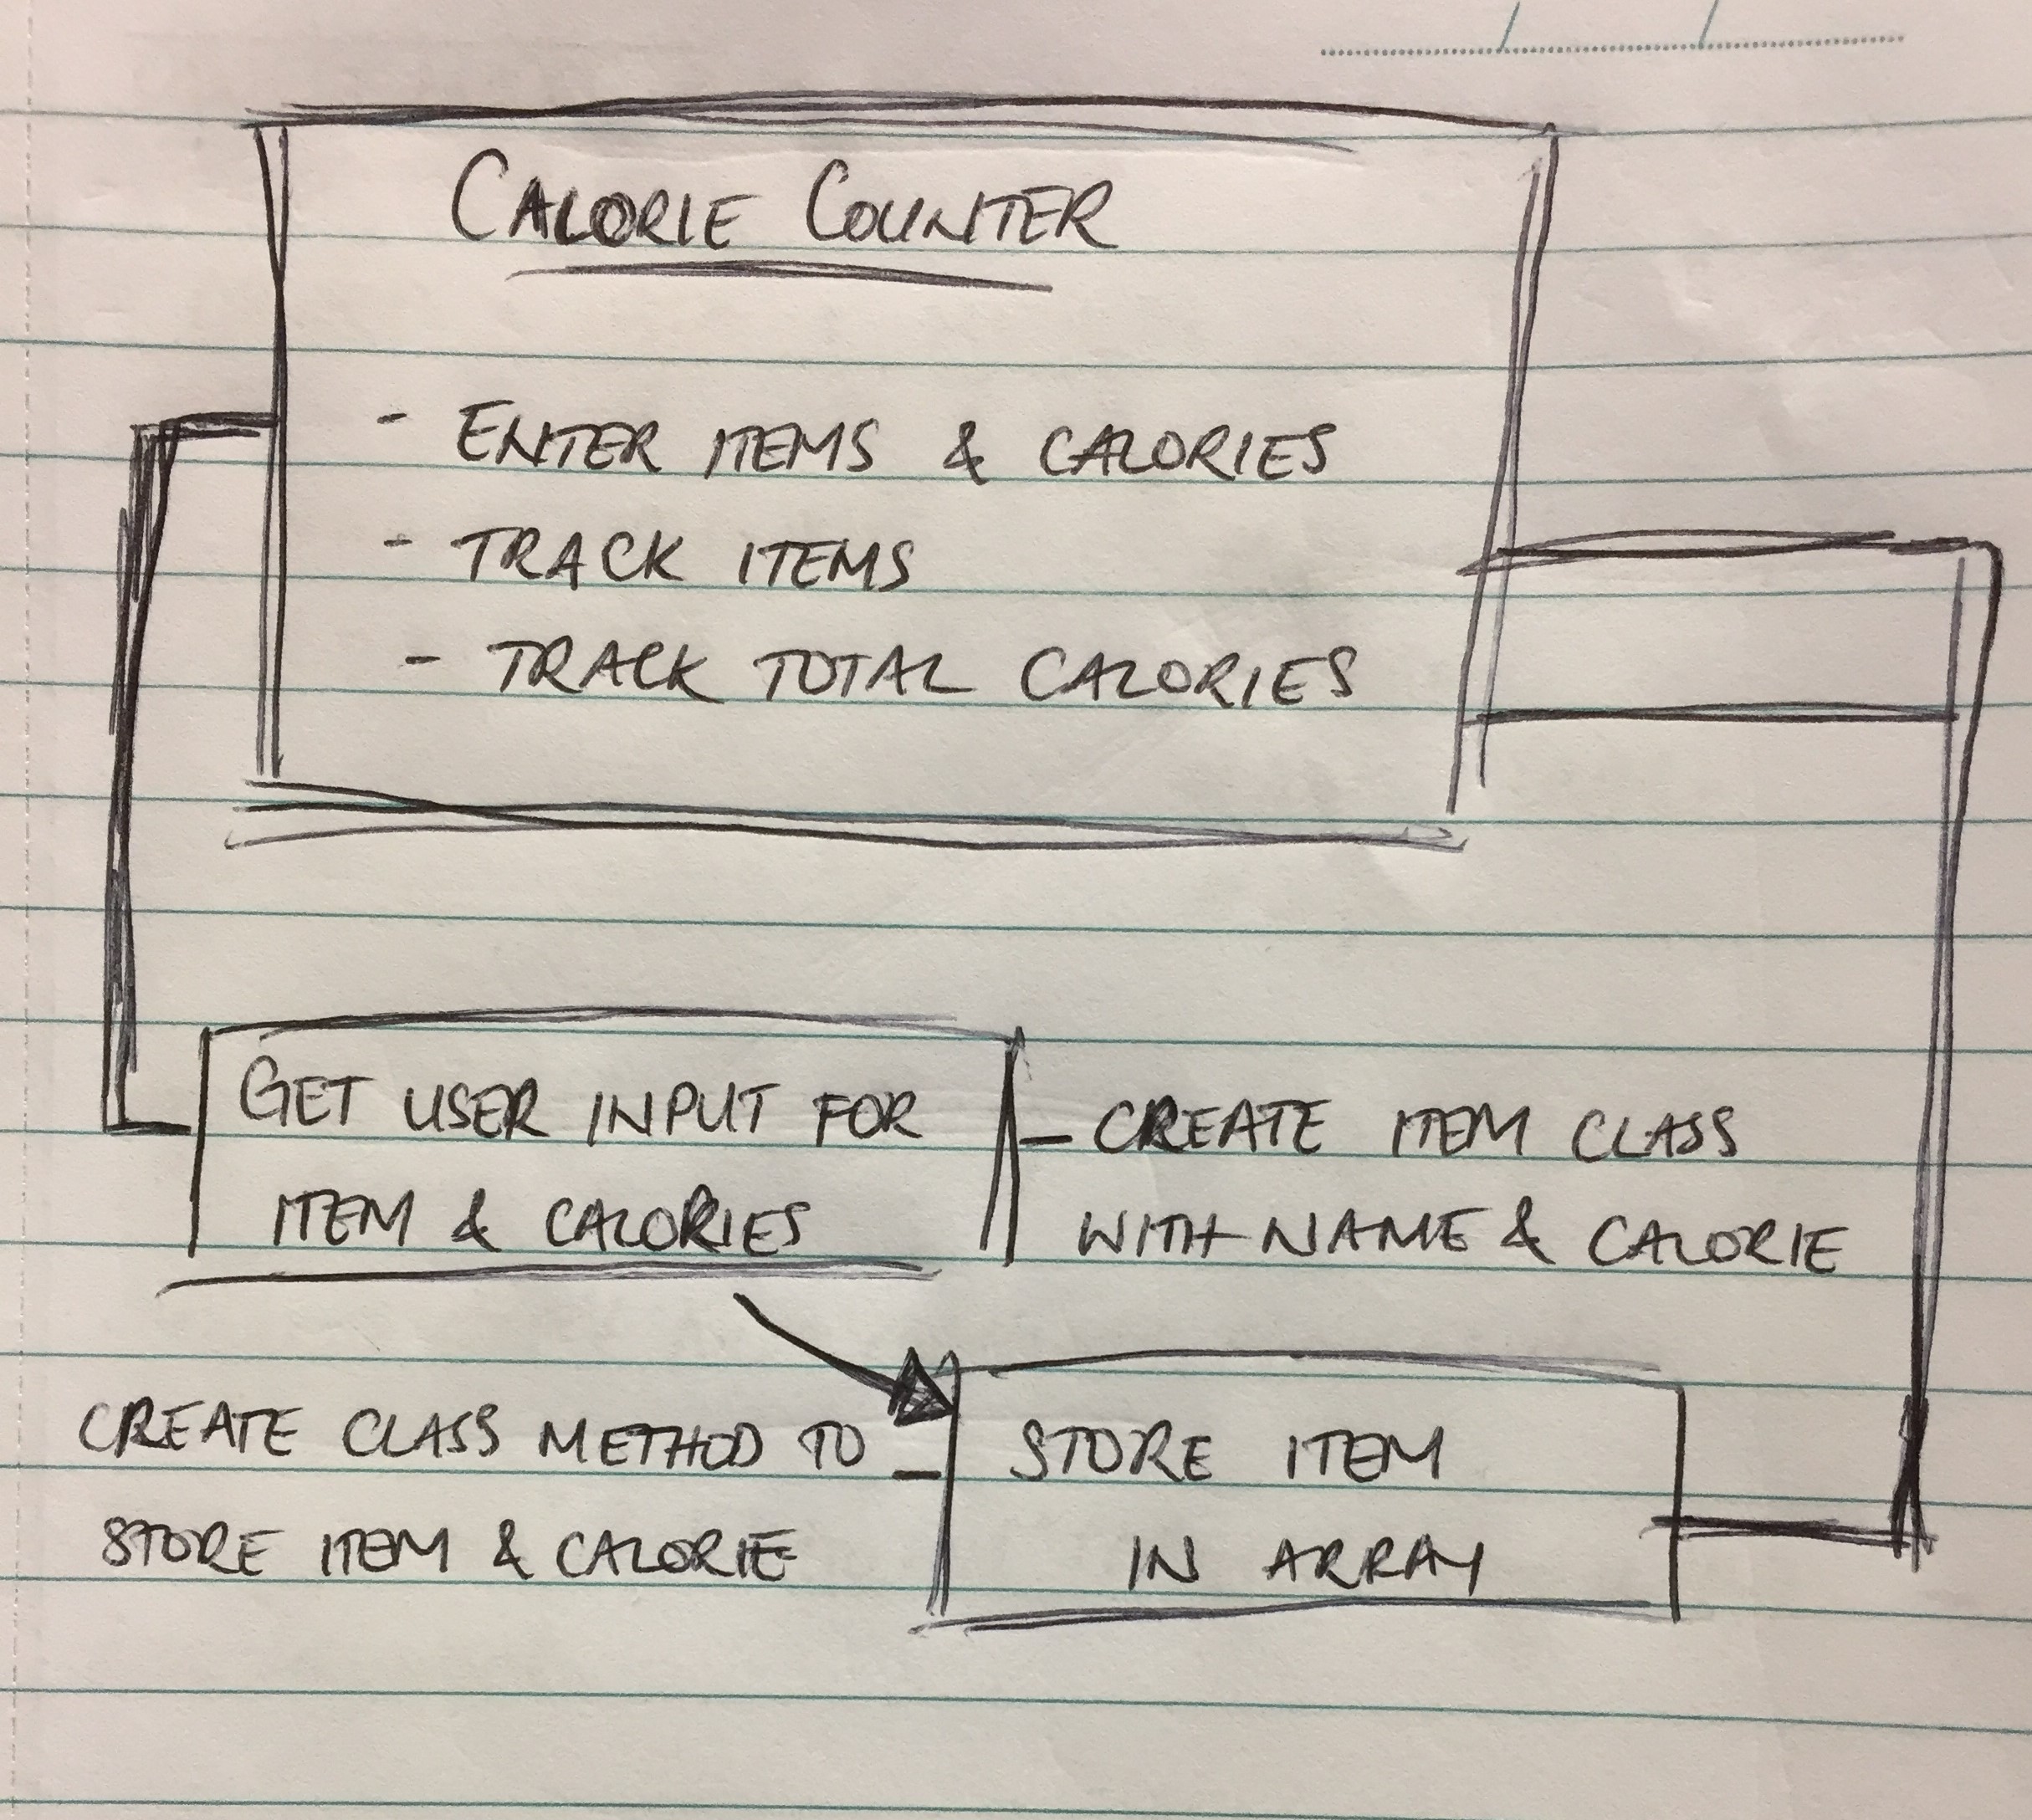 CALORIE COUNTER
- ENTER ITEMS & CALORIES
- TRACK ITEMS
- TRACK TOTAL CALORIES
GET USER INPUT FOR
ITEM & CALORIES
- CREATE ITEM CLASS
WITH NAME & CALORIE
CREATE CLASS METHOD TO -
STORE ITEM & CALORIE
STORE ITEM
IN ARRAY